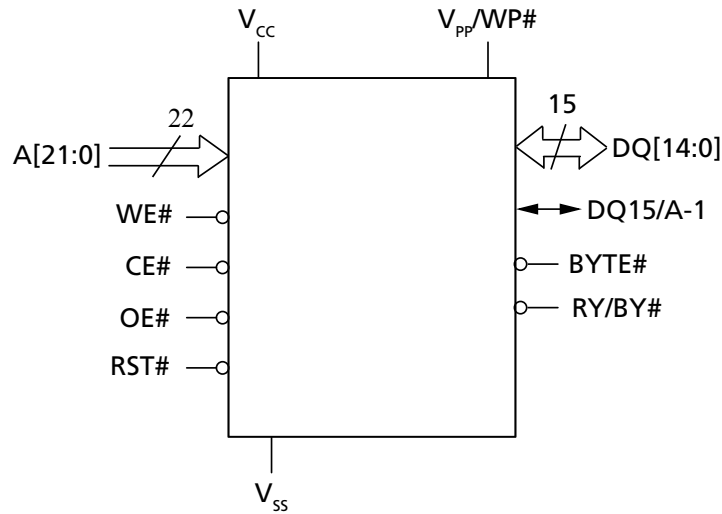 VCC
VPP/WP#
22
15
A[21:0]
DQ[14:0]
WE#
DQ15/A-1
CE#
BYTE#
OE#
RY/BY#
RST#
VSS